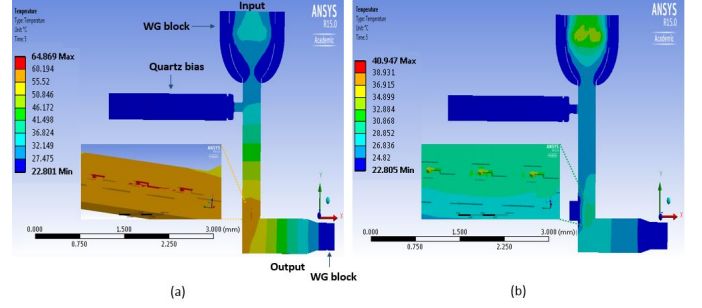 Temperature
Type: Temperature
Unit: °C
Time: 5
64.869 Max
60.194
55.52
50.846
46.172
41.498
36.824
32.149
27.475
22.801 Min
Input
WG block
Quartz bias
ANSYS
R15.0
Academic
ANSYS
0.000
1.500
3.000 (mm)
0.750
2.250
Output
WG block
Y
X
(a)
Temperature
Type: Temperature
Unit: °C
Time: 5
40.947 Max
38.931
36.915
34.899
32.884
30.868
28.852
26.836
24.82
22.805 Min
ANSYS
R15.0
Academic
ANSYS
0.000
1.500
3.000 (mm)
0.750
2.250
Y
X
(b)